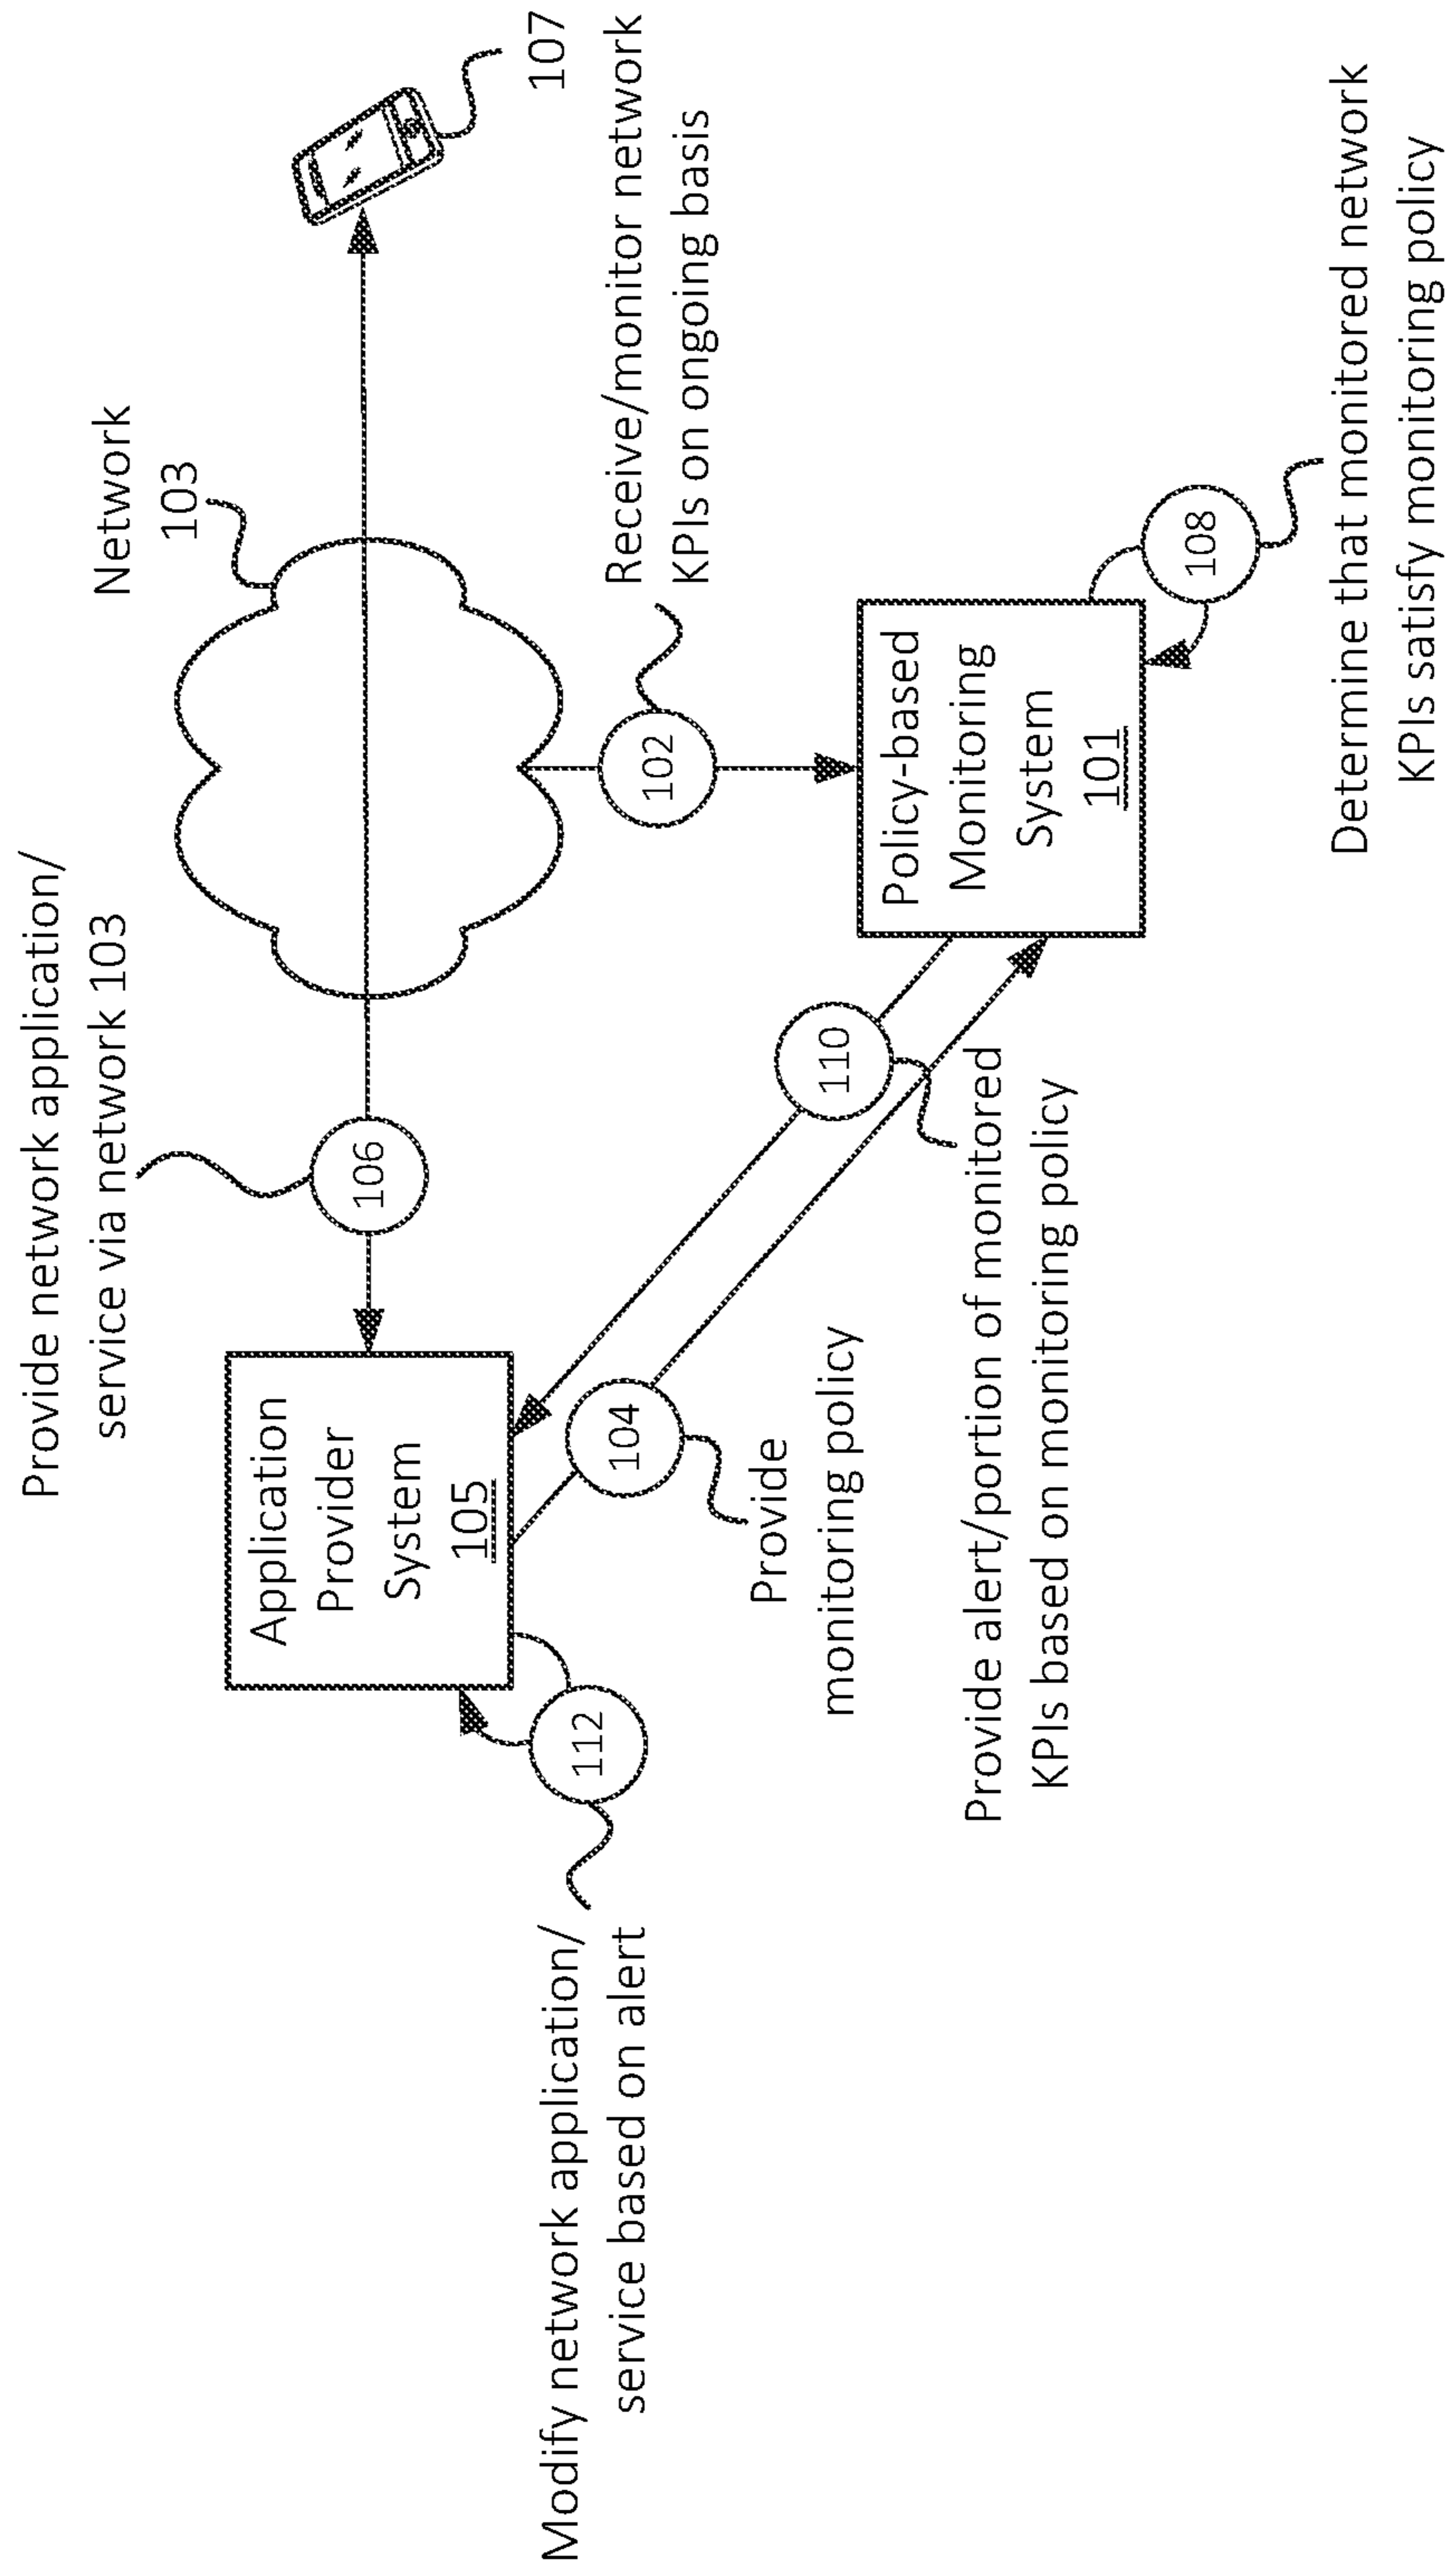 Provide network application/
service via network 103
Network
103
106
107
Application
Provider
System
105
112
Modify network application/
service based on alert
104
Provide
monitoring policy
102
Receive/monitor network
KPIs on ongoing basis
110
Provide alert/portion of monitored
KPIs based on monitoring policy
Policy-based
Monitoring
System
101
108
Determine that monitored network
KPIs satisfy monitoring policy